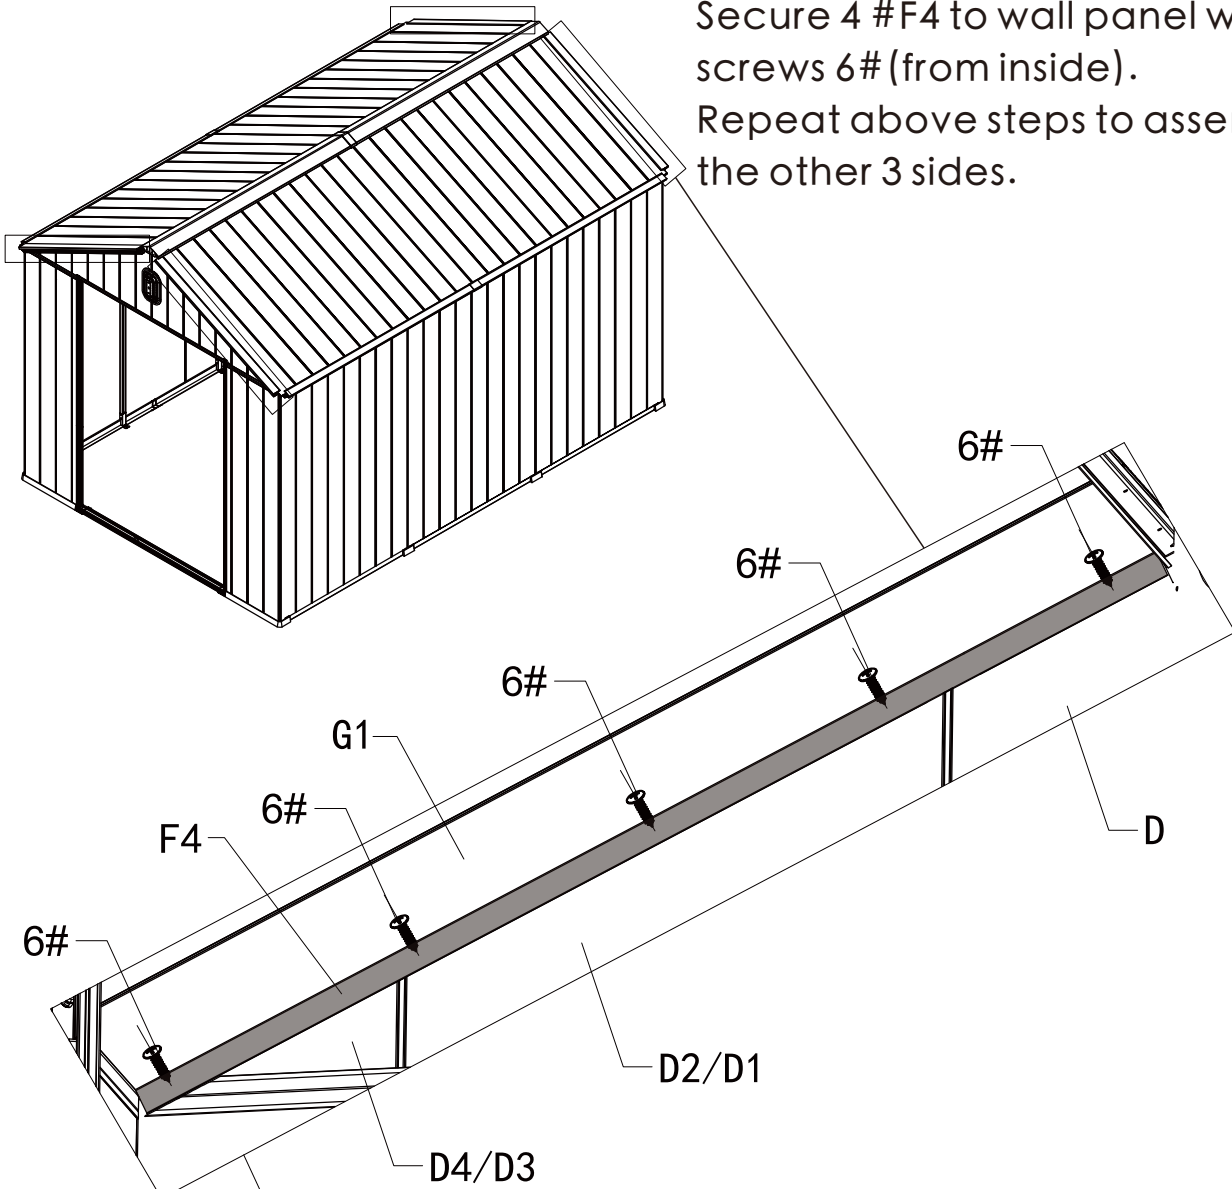 Secure 4 #F4 to wall panel w
screws 6#(from inside).
Repeat above steps to asse
the other 3 sides.
6#
6#
6#
G1
6#
F4
D
6#
D2/D1
D4/D3